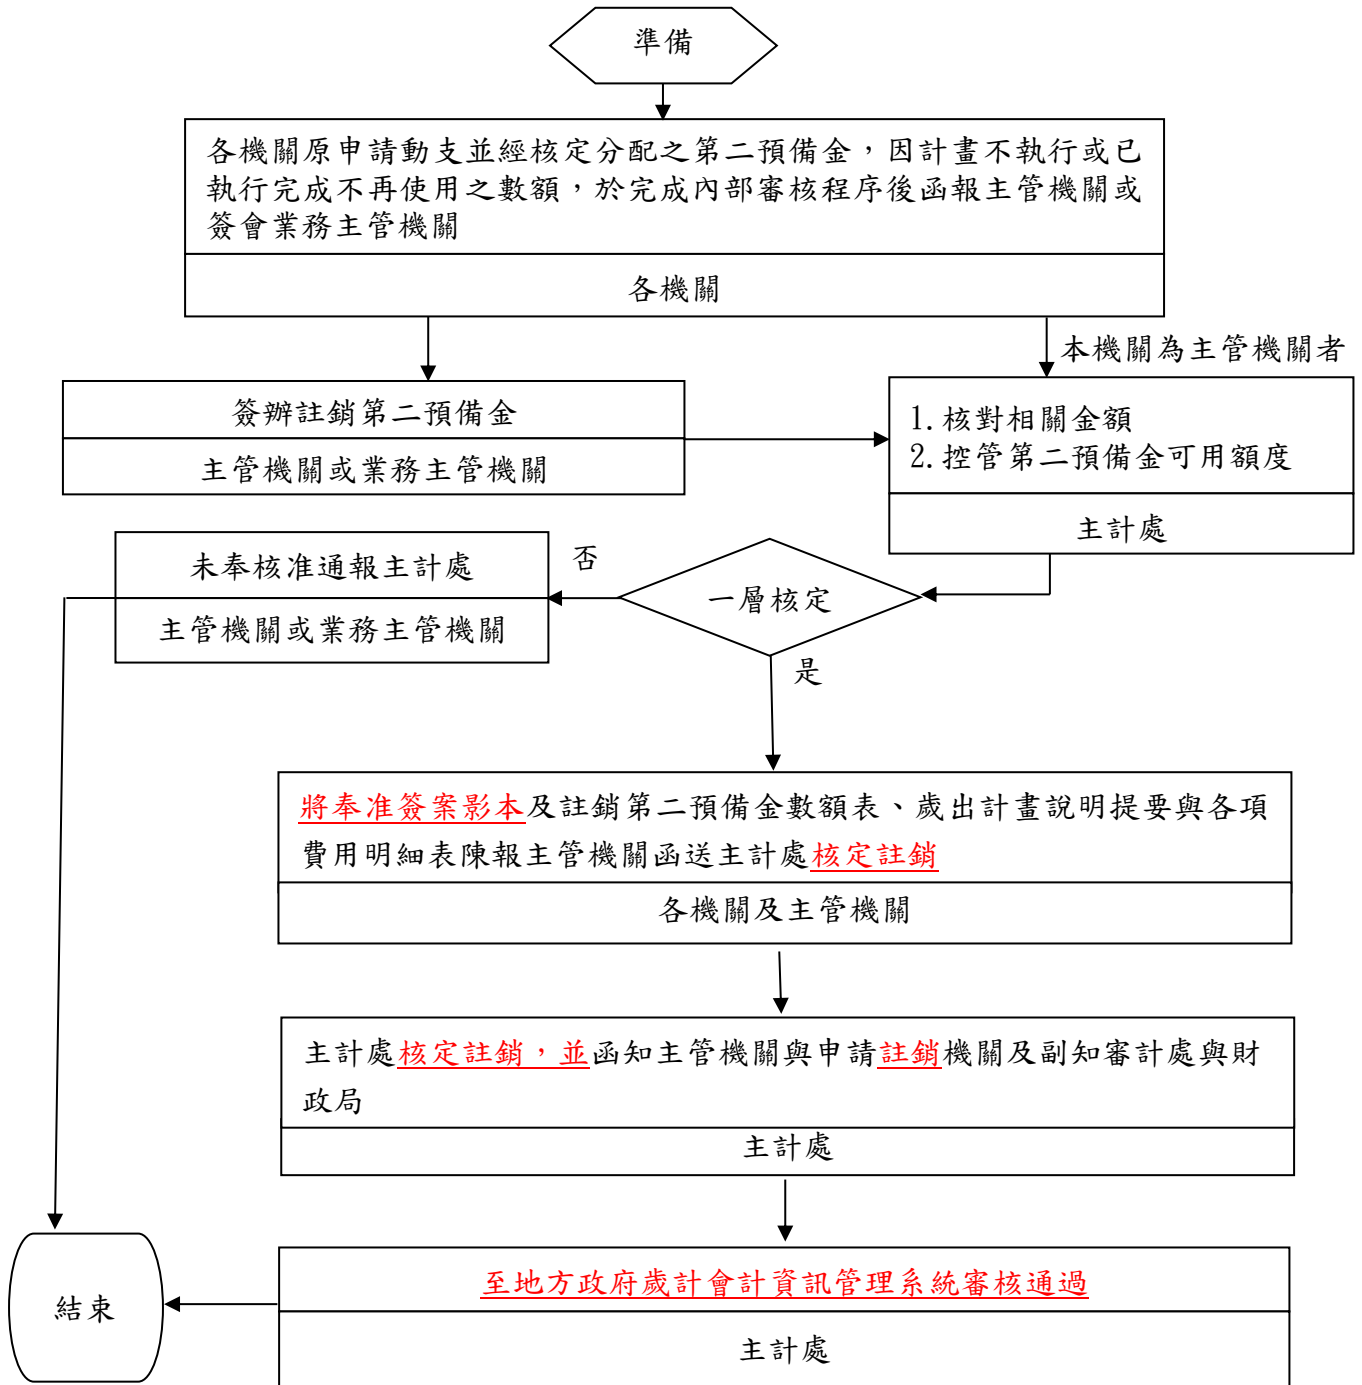 準備
各機關原申請動支並經核定分配之第二預備金，因計畫不執行或已
執行完成不再使用之數額，於完成內部審核程序後函報主管機關或
簽會業務主管機關
各機關
本機關為主管機關者
簽辦註銷第二預備金
主管機關或業務主管機關
1.核對相關金額
2.控管第二預備金可用額度
主計處
未奉核准通報主計處
主管機關或業務主管機關
否
一層核定
是
將奉准簽案影本及註銷第二預備金數額表、歲出計畫說明提要與各項
費用明細表陳報主管機關函送主計處核定註銷
各機關及主管機關
主計處核定註銷，並函知主管機關與申請註銷機關及副知審計處與財
政局
主計處
至地方政府歲計會計資訊管理系統審核通過
主計處
結束